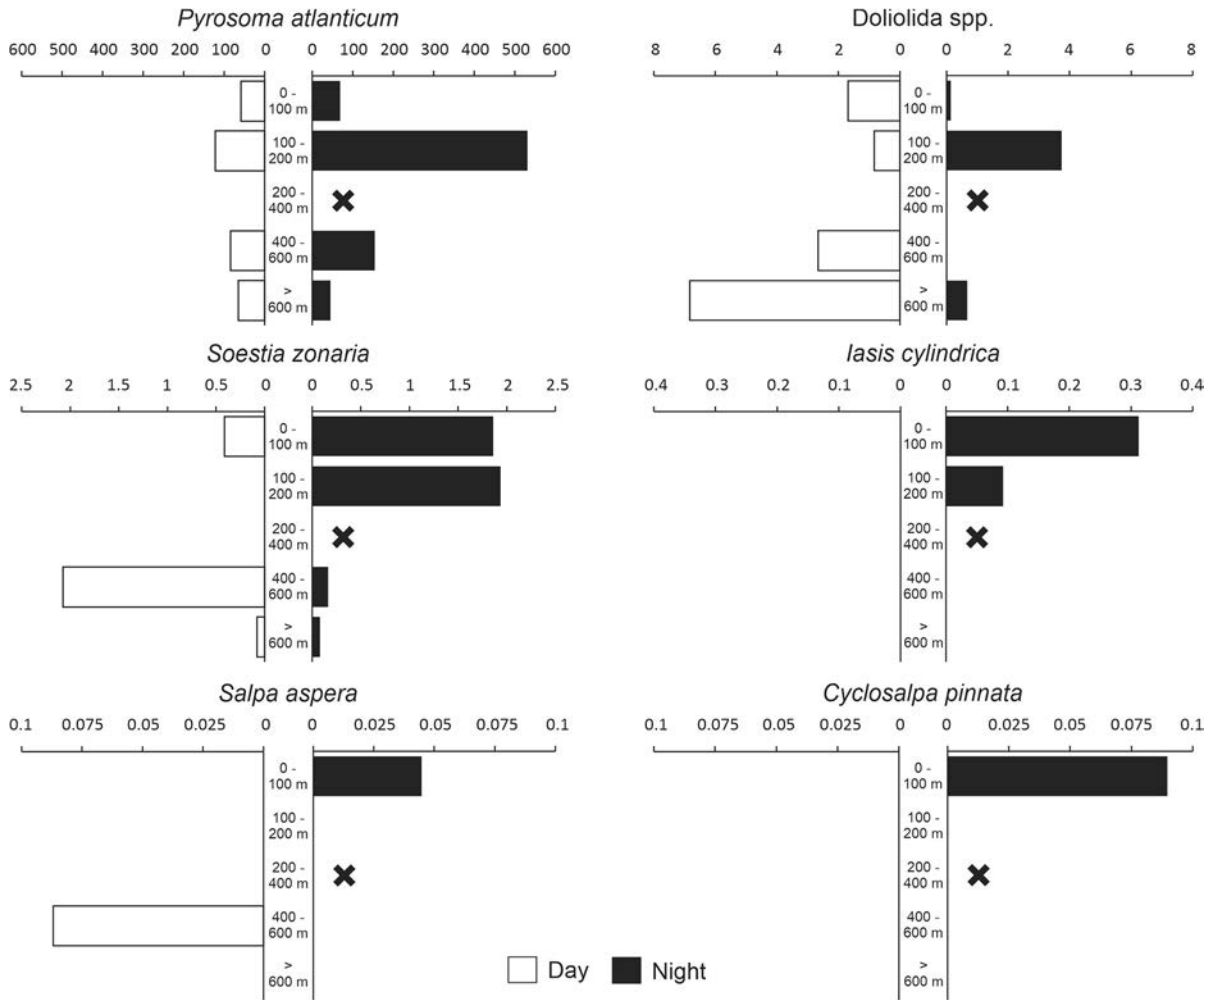 Pyrosoma atlanticum
600 500 400 300 200 100 0
0 100 200 300 400 500 600
0 -
100 m
100 -
200 m
200 -
400 m
400 -
600 m
>
600 m
Doliolida spp.
8 6 4 2 0
0 2 4 6 8
0 -
100 m
100 -
200 m
200 -
400 m
400 -
600 m
>
600 m
Soestia zonaria
2.5 2 1.5 1 0.5 0
0 0.5 1 1.5 2 2.5
0 -
100 m
100 -
200 m
200 -
400 m
400 -
600 m
>
600 m
Iasis cylindrica
0.4 0.3 0.2 0.1 0
0 0.1 0.2 0.3 0.4
0 -
100 m
100 -
200 m
200 -
400 m
400 -
600 m
>
600 m
Salpa aspera
0.1 0.075 0.05 0.025 0
0 0.025 0.05 0.075 0.1
0 -
100 m
100 -
200 m
200 -
400 m
400 -
600 m
>
600 m
Cyclosalpa pinnata
0.1 0.075 0.05 0.025 0
0 0.025 0.05 0.075 0.1
0 -
100 m
100 -
200 m
200 -
400 m
400 -
600 m
>
600 m
Day Night